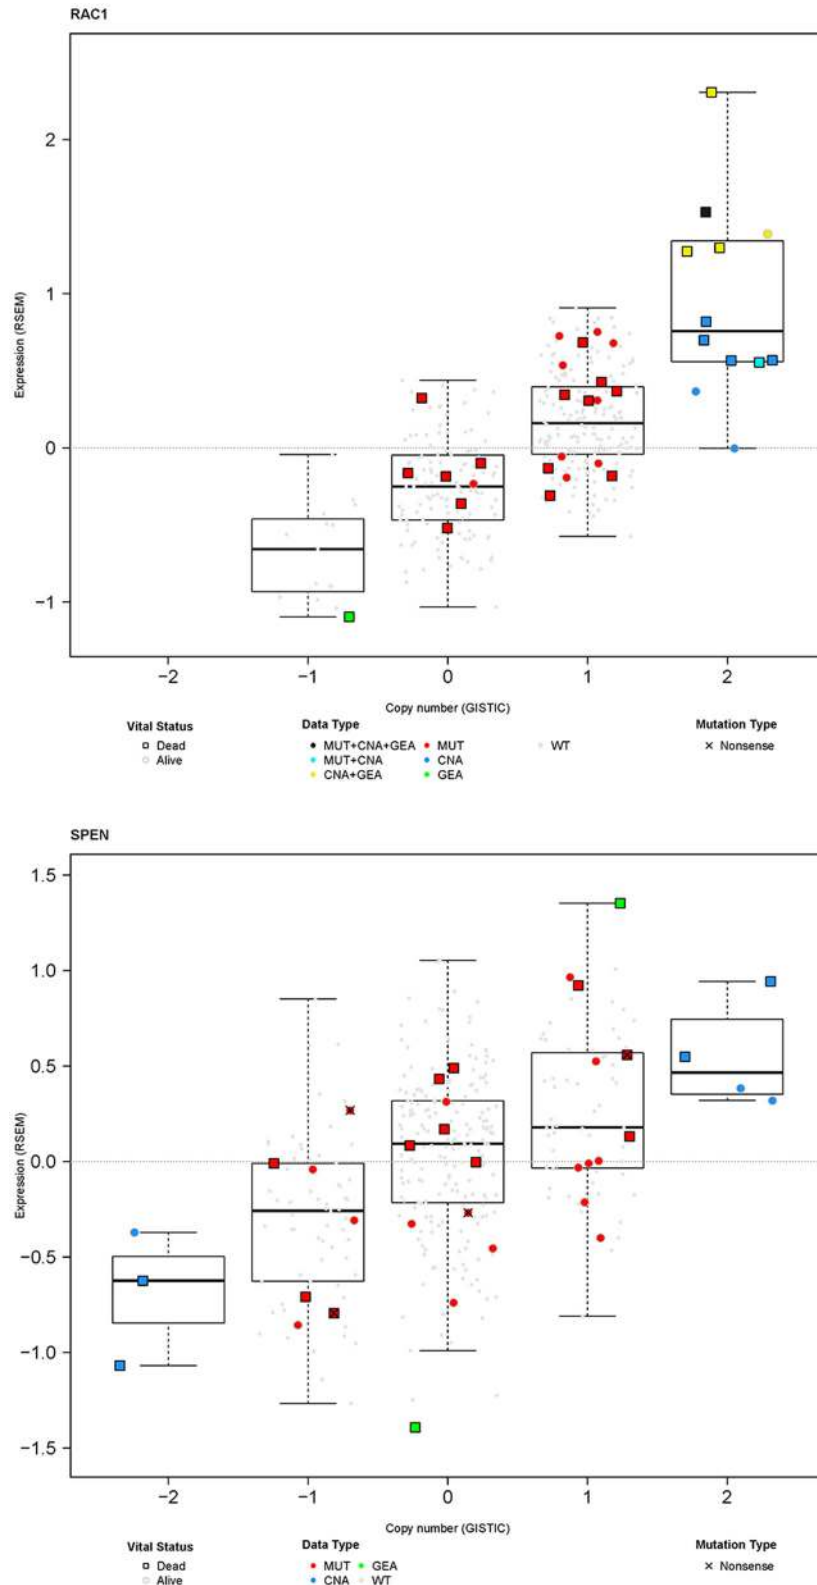 RAC1
2
1
0
−1
Expression (RSEM)
−2 −1 0 1 2
Copy number (GISTIC)
Vital Status Data Type Mutation Type
Dead MUT+CNA+GEA MUT WT Nonsense
Alive MUT+CNA CNA
CNA+GEA GEA
SPEN
1.5
1.0
0.5
0.0
−0.5
−1.0
−1.5
Expression (RSEM)
−2 −1 0 1 2
Copy number (GISTIC)
Vital Status Data Type Mutation Type
Dead MUT GEA Nonsense
Alive CNA WT